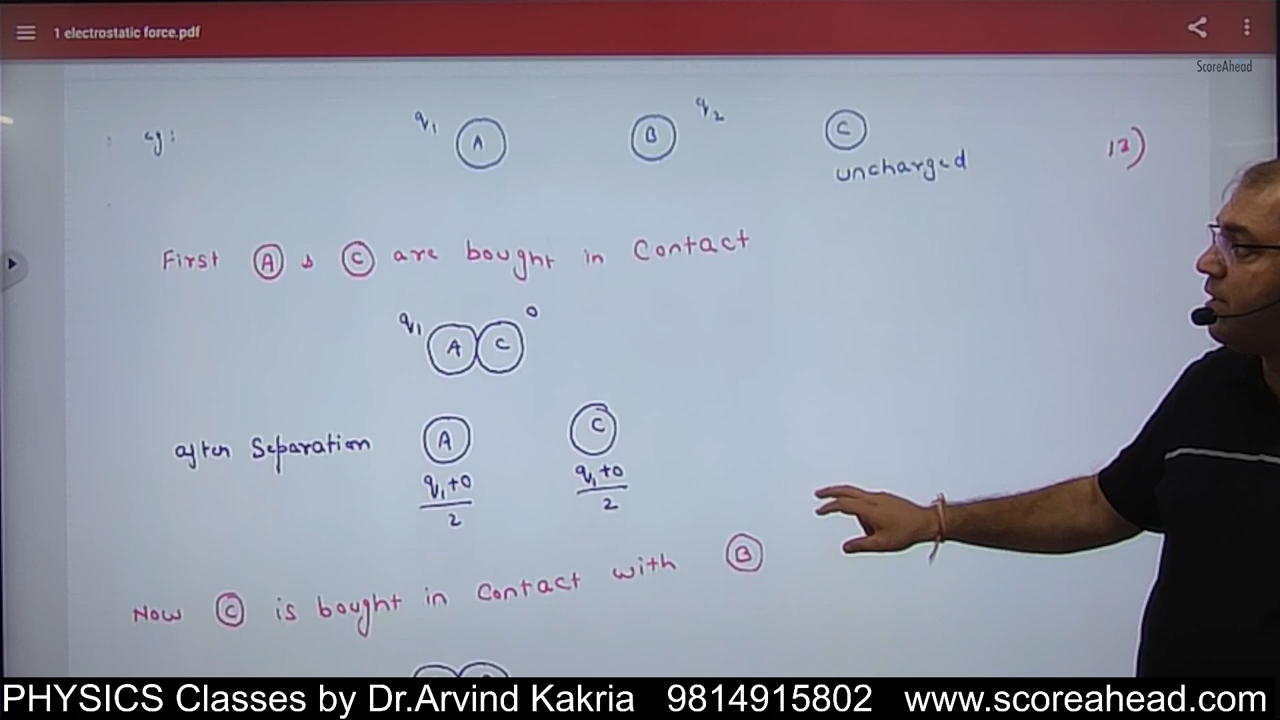 1 electrostatic force.pdf
ScoreAhead
eg:
q1 A B q2 C
uncharged
12)
First A & C are bought in Contact
q1 A C 0
after Separation A C
q1+0 q1+0
2 2
Now C is bought in Contact with B
PHYSICS Classes by Dr.Arvind Kakria 9814915802 www.scoreahead.com